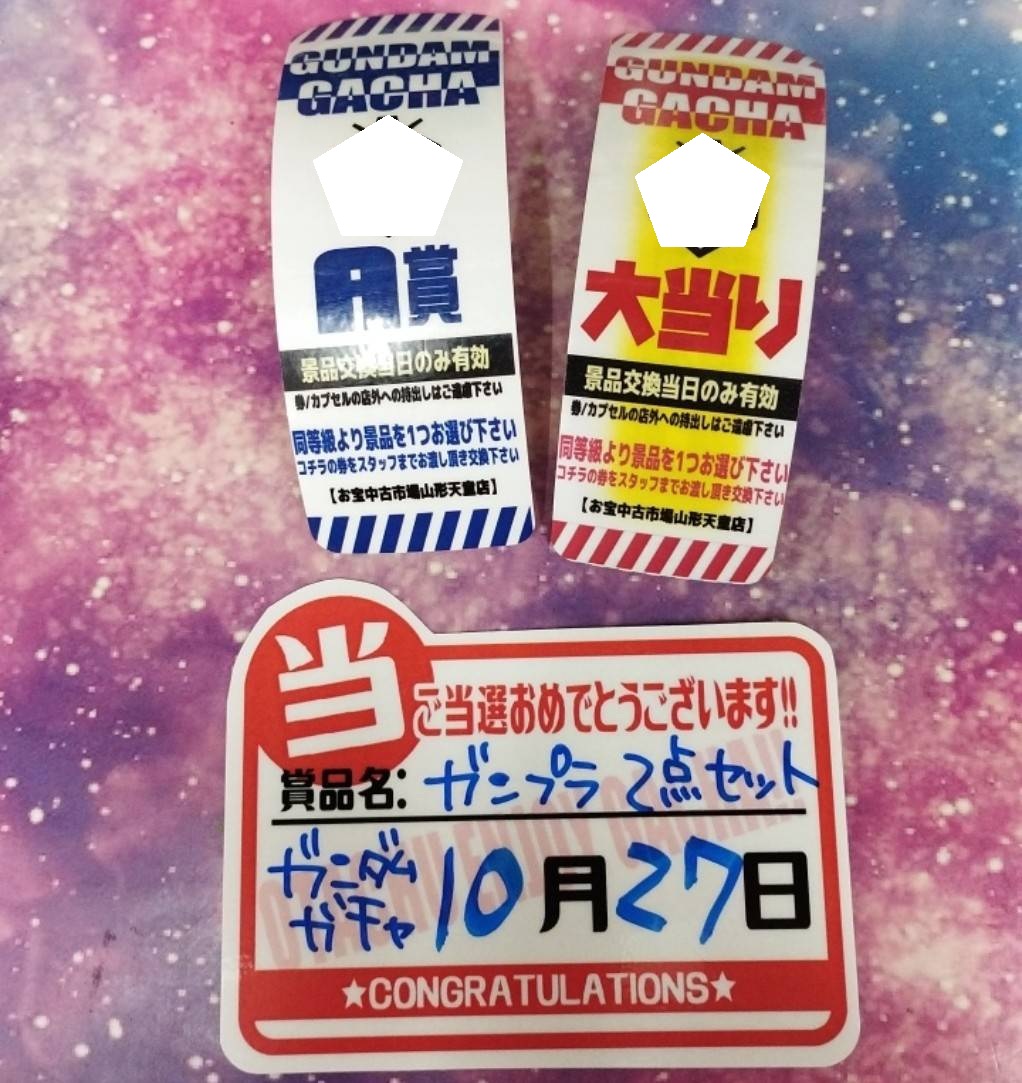 GUNDAM
GACHA
A賞
景品交換当日のみ有効
券/カプセルの店外への持出しはご遠慮下さい
同等級より景品を1つお選び下さい
コチラの券をスタッフまでお渡し頂き交換下さい
【お宝中古市場山形天童店】
GUNDAM
GACHA
大当り
景品交換当日のみ有効
券/カプセルの店外への持出しはご遠慮下さい
同等級より景品を1つお選び下さい
コチラの券をスタッフまでお渡し頂き交換下さい
【お宝中古市場山形天童店】
当
ご当選おめでとうございます!!
賞品名: ガンプラ 2点セット
ガンダム
ガチャ
10月27日
★CONGRATULATIONS★